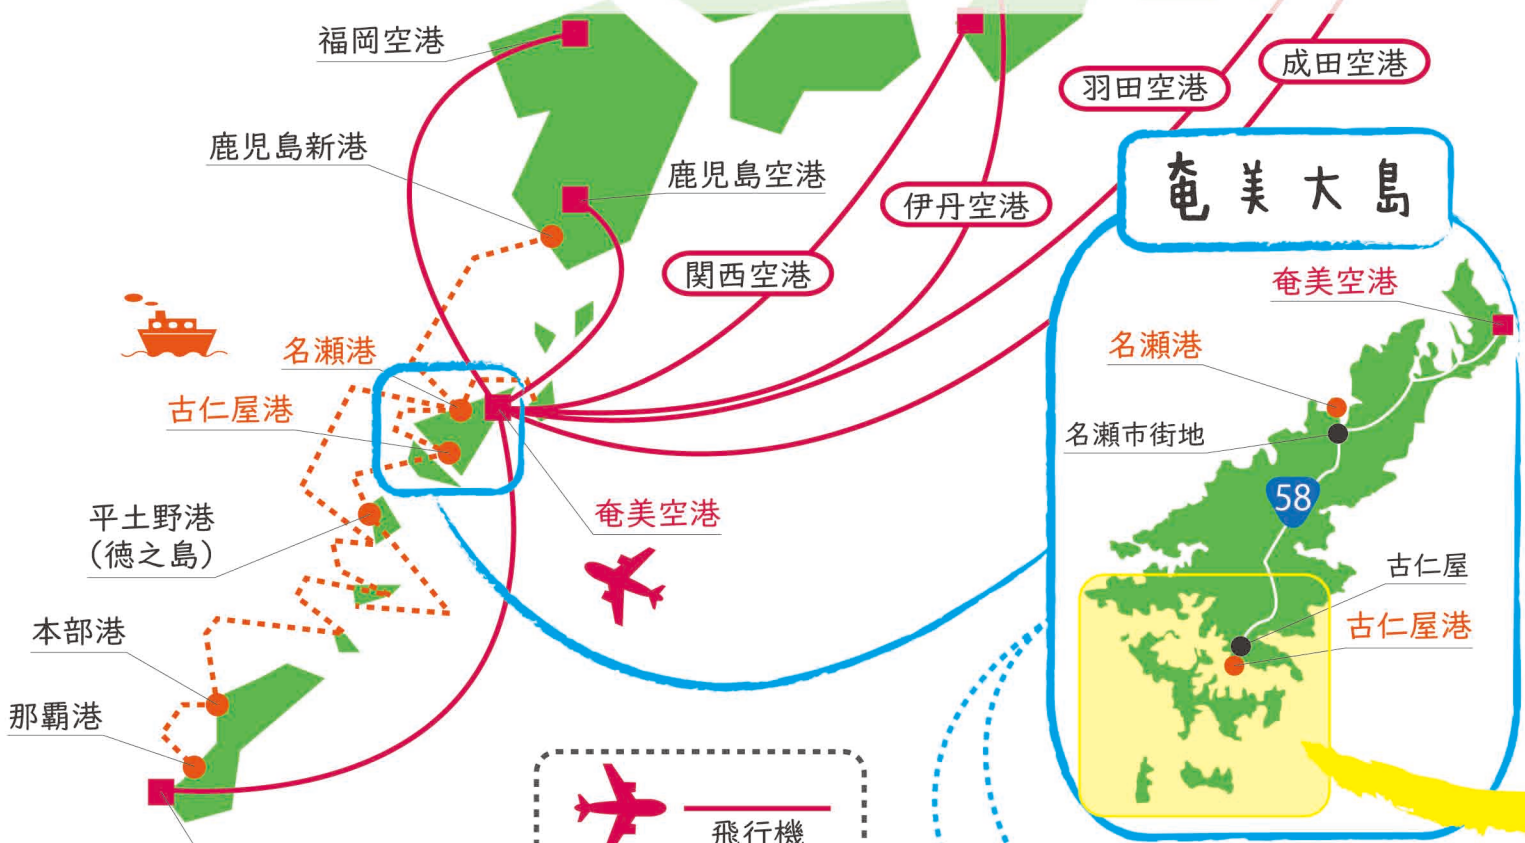 福岡空港
成田空港
羽田空港
鹿児島新港
鹿児島空港
伊丹空港
関西空港
奄美大島
奄美空港
名瀬港
名瀬港
古仁屋港
名瀬市街地
58
奄美空港
平土野港
(徳之島)
古仁屋
古仁屋港
本部港
那覇港
飛行機